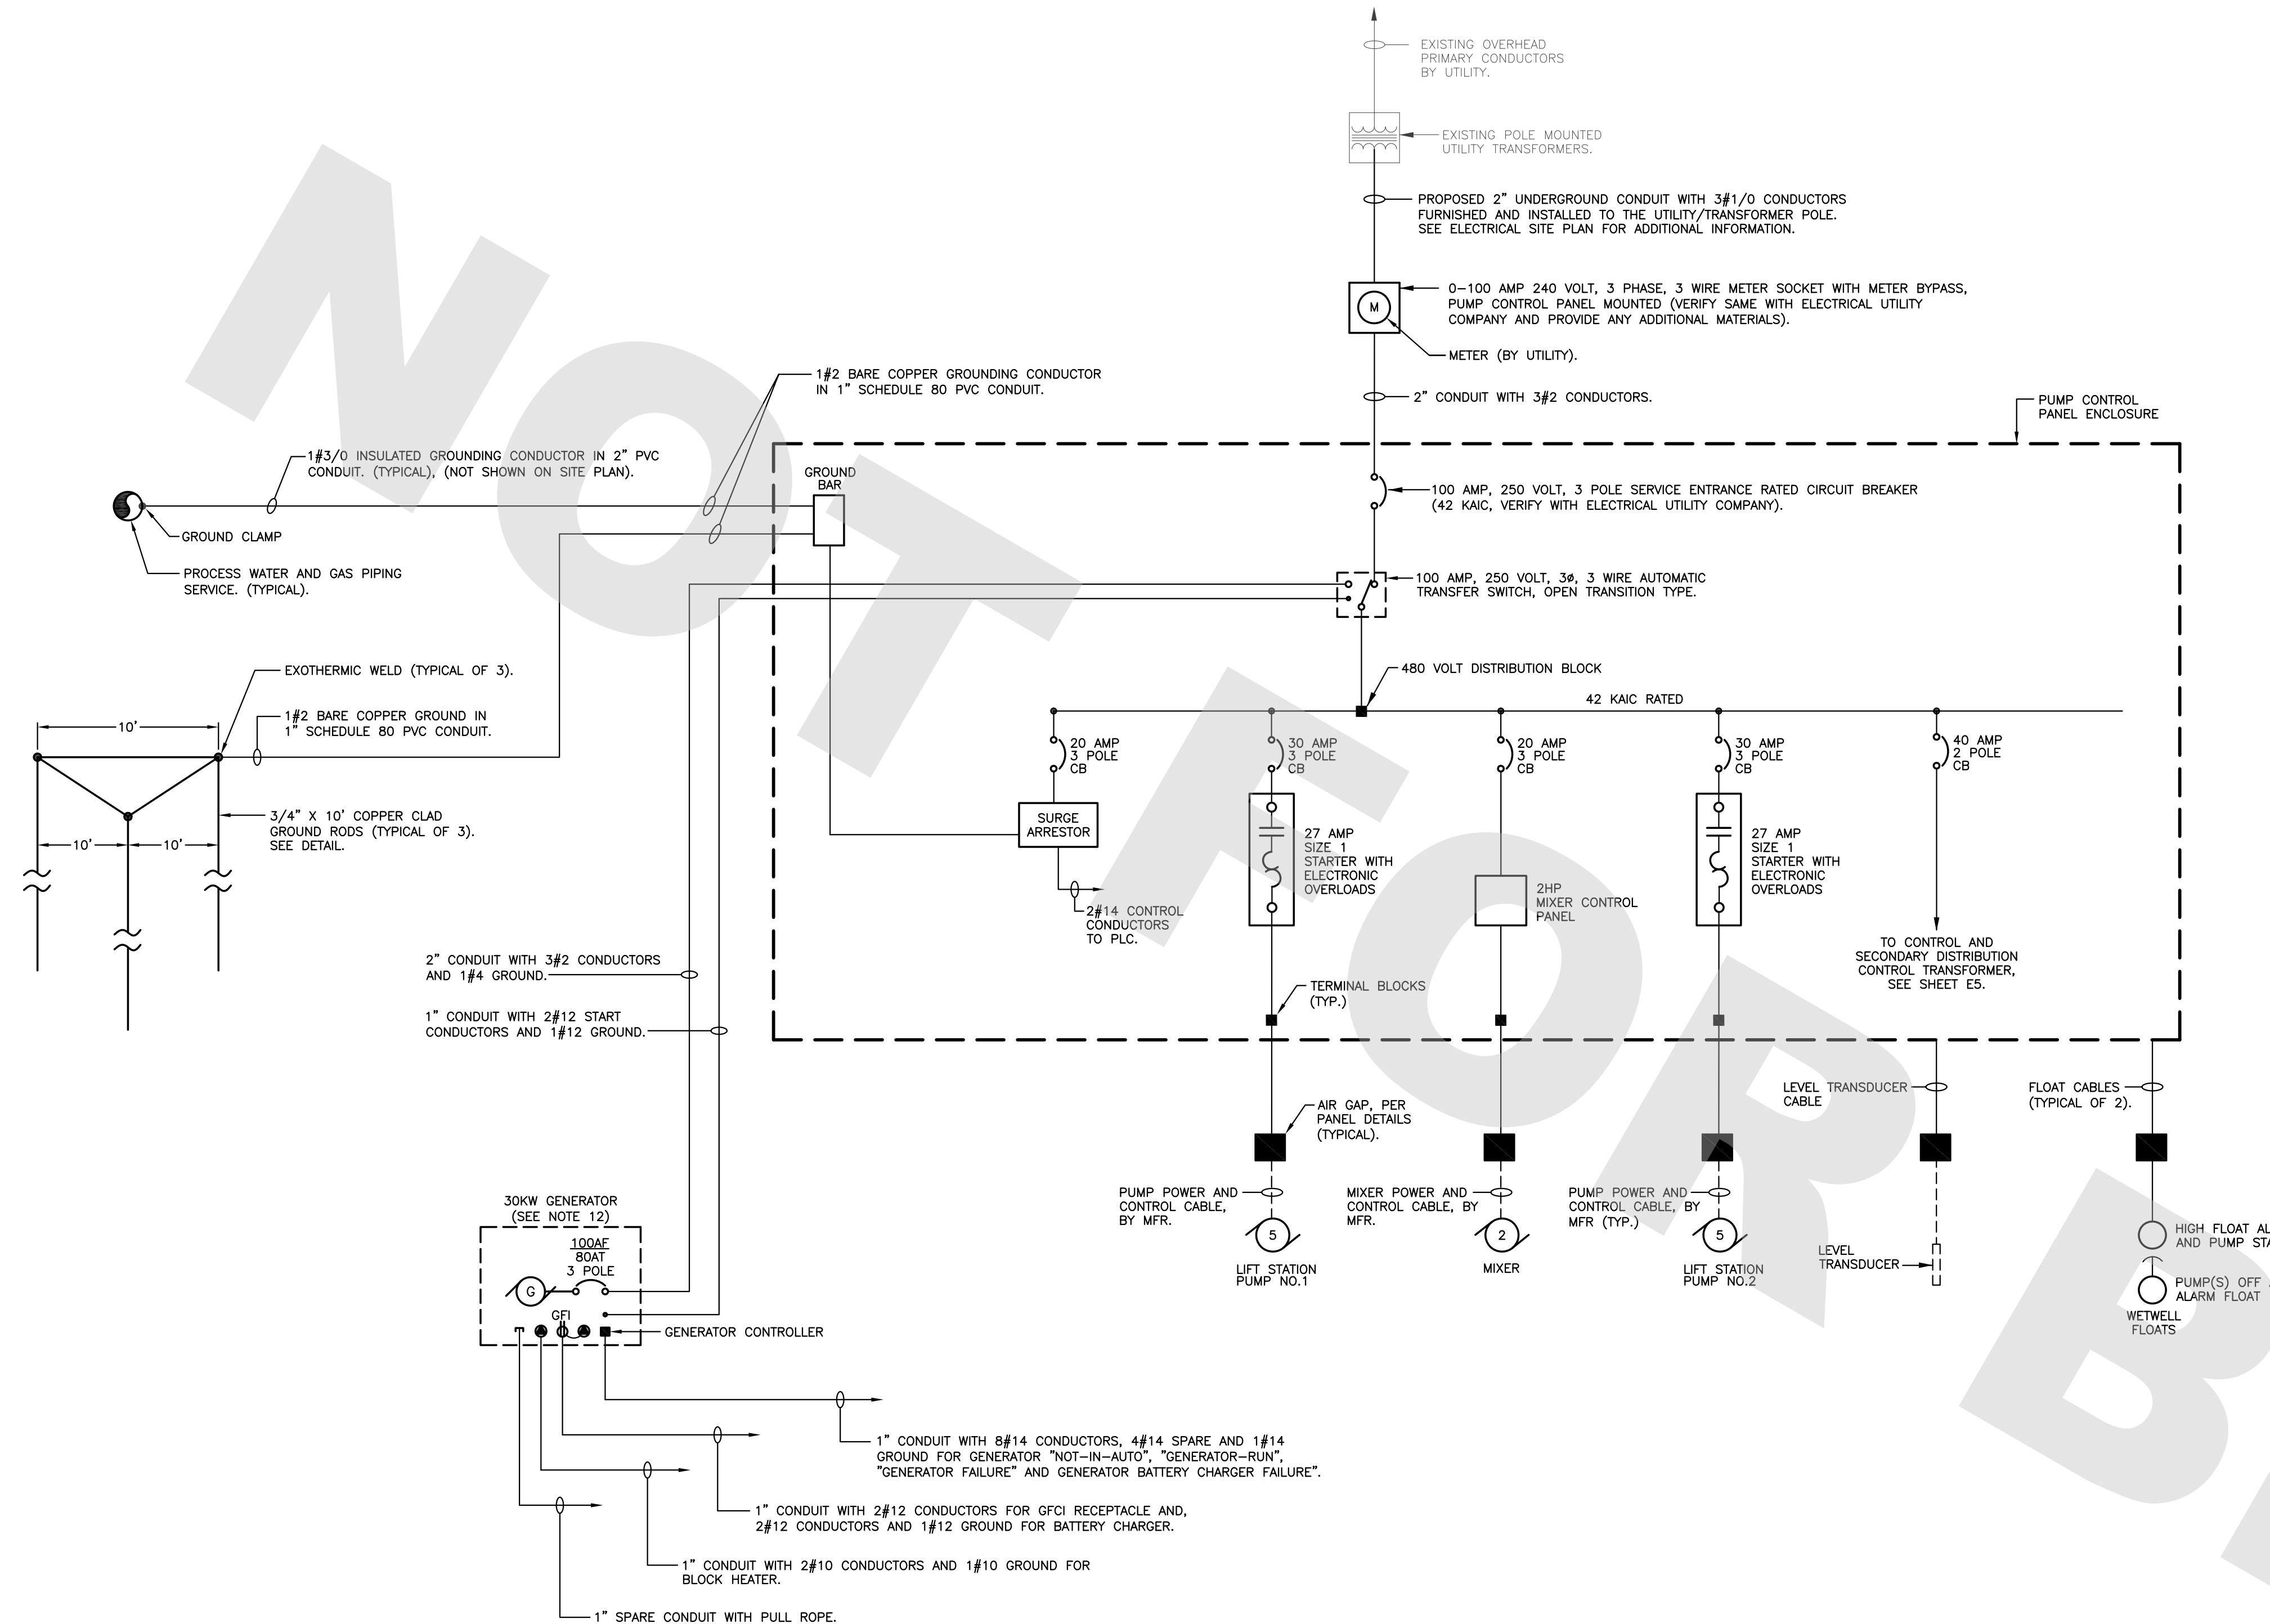 EXISTING OVERHEAD
PRIMARY CONDUCTORS
BY UTILITY.
EXISTING POLE MOUNTED
UTILITY TRANSFORMERS.
PROPOSED 2" UNDERGROUND CONDUIT WITH 3#1/0 CONDUCTORS
FURNISHED AND INSTALLED TO THE UTILITY/TRANSFORMER POLE.
SEE ELECTRICAL SITE PLAN FOR ADDITIONAL INFORMATION.
M
0-100 AMP 240 VOLT, 3 PHASE, 3 WIRE METER SOCKET WITH METER BYPASS,
PUMP CONTROL PANEL MOUNTED (VERIFY SAME WITH ELECTRICAL UTILITY
COMPANY AND PROVIDE ANY ADDITIONAL MATERIALS).
METER (BY UTILITY).
2" CONDUIT WITH 3#2 CONDUCTORS.
PUMP CONTROL
PANEL ENCLOSURE
1#2 BARE COPPER GROUNDING CONDUCTOR
IN 1" SCHEDULE 80 PVC CONDUIT.
1#3/0 INSULATED GROUNDING CONDUCTOR IN 2" PVC
CONDUIT. (TYPICAL), (NOT SHOWN ON SITE PLAN).
GROUND
BAR
GROUND CLAMP
PROCESS WATER AND GAS PIPING
SERVICE. (TYPICAL).
100 AMP, 250 VOLT, 3 POLE SERVICE ENTRANCE RATED CIRCUIT BREAKER
(42 KAIC, VERIFY WITH ELECTRICAL UTILITY COMPANY).
100 AMP, 250 VOLT, 3ø, 3 WIRE AUTOMATIC
TRANSFER SWITCH, OPEN TRANSITION TYPE.
EXOTHERMIC WELD (TYPICAL OF 3).
1#2 BARE COPPER GROUND IN
1" SCHEDULE 80 PVC CONDUIT.
10'
10'
10'
3/4" X 10' COPPER CLAD
GROUND RODS (TYPICAL OF 3).
SEE DETAIL.
480 VOLT DISTRIBUTION BLOCK
42 KAIC RATED
20 AMP
3 POLE
CB
30 AMP
3 POLE
CB
20 AMP
3 POLE
CB
30 AMP
3 POLE
CB
40 AMP
2 POLE
CB
SURGE
ARRESTOR
27 AMP
SIZE 1
STARTER WITH
ELECTRONIC
OVERLOADS
2HP
MIXER CONTROL
PANEL
27 AMP
SIZE 1
STARTER WITH
ELECTRONIC
OVERLOADS
2#14 CONTROL
CONDUCTORS
TO PLC.
TO CONTROL AND
SECONDARY DISTRIBUTION
CONTROL TRANSFORMER,
SEE SHEET E5.
2" CONDUIT WITH 3#2 CONDUCTORS
AND 1#4 GROUND.
1" CONDUIT WITH 2#12 START
CONDUCTORS AND 1#12 GROUND.
TERMINAL BLOCKS
(TYP.)
AIR GAP, PER
PANEL DETAILS
(TYPICAL).
LEVEL TRANSDUCER
CABLE
FLOAT CABLES
(TYPICAL OF 2).
PUMP POWER AND
CONTROL CABLE,
BY MFR.
MIXER POWER AND
CONTROL CABLE, BY
MFR.
PUMP POWER AND
CONTROL CABLE, BY
MFR (TYP.)
5
LIFT STATION
PUMP NO.1
2
MIXER
5
LIFT STATION
PUMP NO.2
LEVEL
TRANSDUCER
HIGH FLOAT AL
AND PUMP STA
PUMP(S) OFF
ALARM FLOAT
WETWELL
FLOATS
30KW GENERATOR
(SEE NOTE 12)
100AF
80AT
3 POLE
G
GFI
GENERATOR CONTROLLER
1" CONDUIT WITH 8#14 CONDUCTORS, 4#14 SPARE AND 1#14
GROUND FOR GENERATOR "NOT-IN-AUTO", "GENERATOR-RUN",
"GENERATOR FAILURE" AND GENERATOR BATTERY CHARGER FAILURE".
1" CONDUIT WITH 2#12 CONDUCTORS FOR GFCI RECEPTACLE AND,
2#12 CONDUCTORS AND 1#12 GROUND FOR BATTERY CHARGER.
1" CONDUIT WITH 2#10 CONDUCTORS AND 1#10 GROUND FOR
BLOCK HEATER.
1" SPARE CONDUIT WITH PULL ROPE.
NOT FOR B